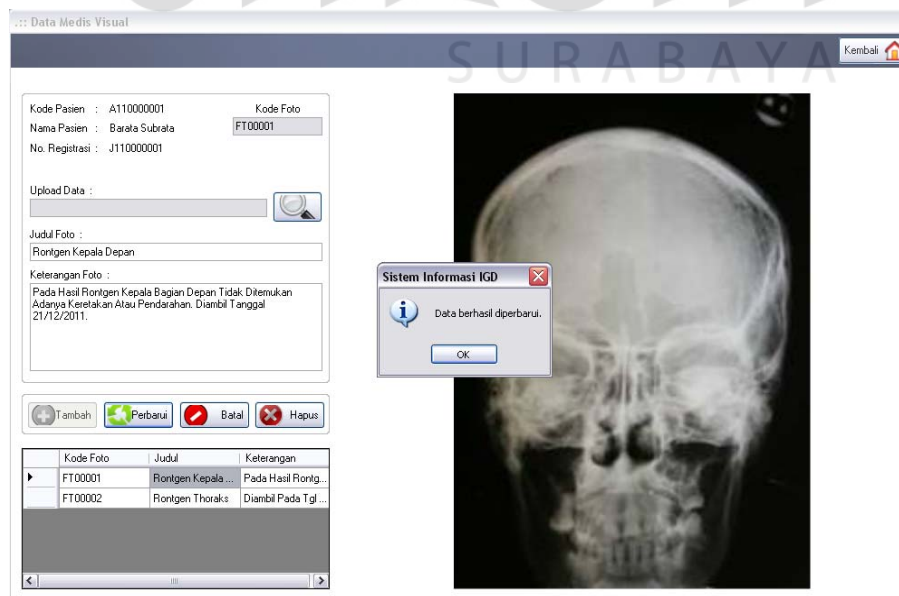 .:: Data Medis Visual
SURABAYA
Kembali
Kode Pasien : A110000001 Kode Foto
Nama Pasien : Barata Subrata FT00001
No. Registrasi : J110000001
Upload Data :
Judul Foto :
Rontgen Kepala Depan
Keterangan Foto :
Pada Hasil Rontgen Kepala Bagian Depan Tidak Ditemukan
Adanya Keretakan Atau Pendarahan. Diambil Tanggal
21/12/2011.
Tambah Perbarui Batal Hapus
Kode Foto Judul Keterangan
FT00001 Rontgen Kepala ... Pada Hasil Rontg...
FT00002 Rontgen Thoraks Diambil Pada Tgl ...
Sistem Informasi IGD
Data berhasil diperbarui.
OK